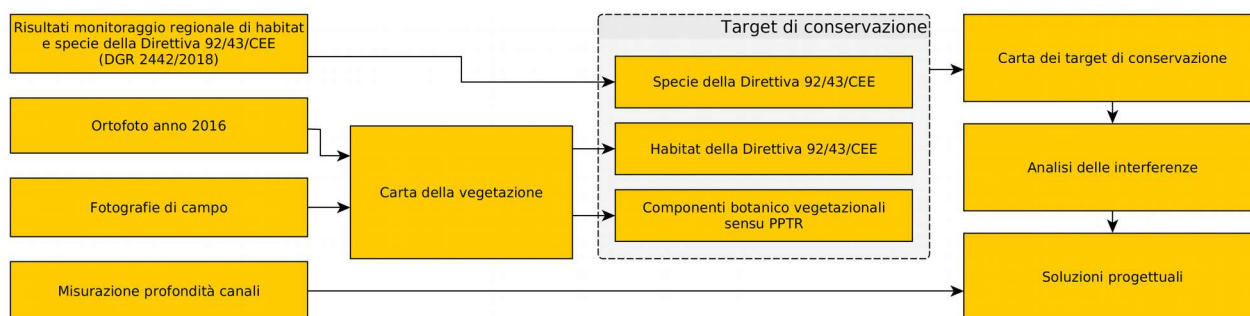 Risultati monitoraggio regionale di habitat
e specie della Direttiva 92/43/CEE
(DGR 2442/2018)
Ortofoto anno 2016
Fotografie di campo
Misurazione profondità canali
Carta della vegetazione
Target di conservazione
Specie della Direttiva 92/43/CEE
Habitat della Direttiva 92/43/CEE
Componenti botanico vegetazionali
sensu PPTR
Carta dei target di conservazione
Analisi delle interferenze
Soluzioni progettuali